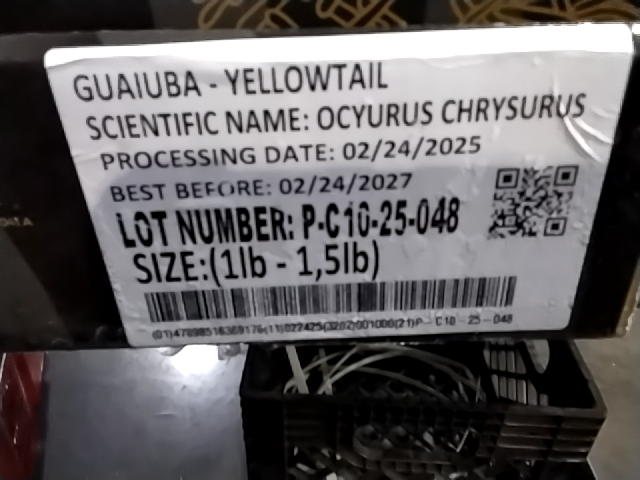 GUAIUBA - YELLOWTAIL
SCIENTIFIC NAME: OCYURUS CHRYSURUS
PROCESSING DATE: 02/24/2025
BEST BEFORE: 02/24/2027
LOT NUMBER: P-C10-25-048
SIZE:(1lb - 1,5lb)